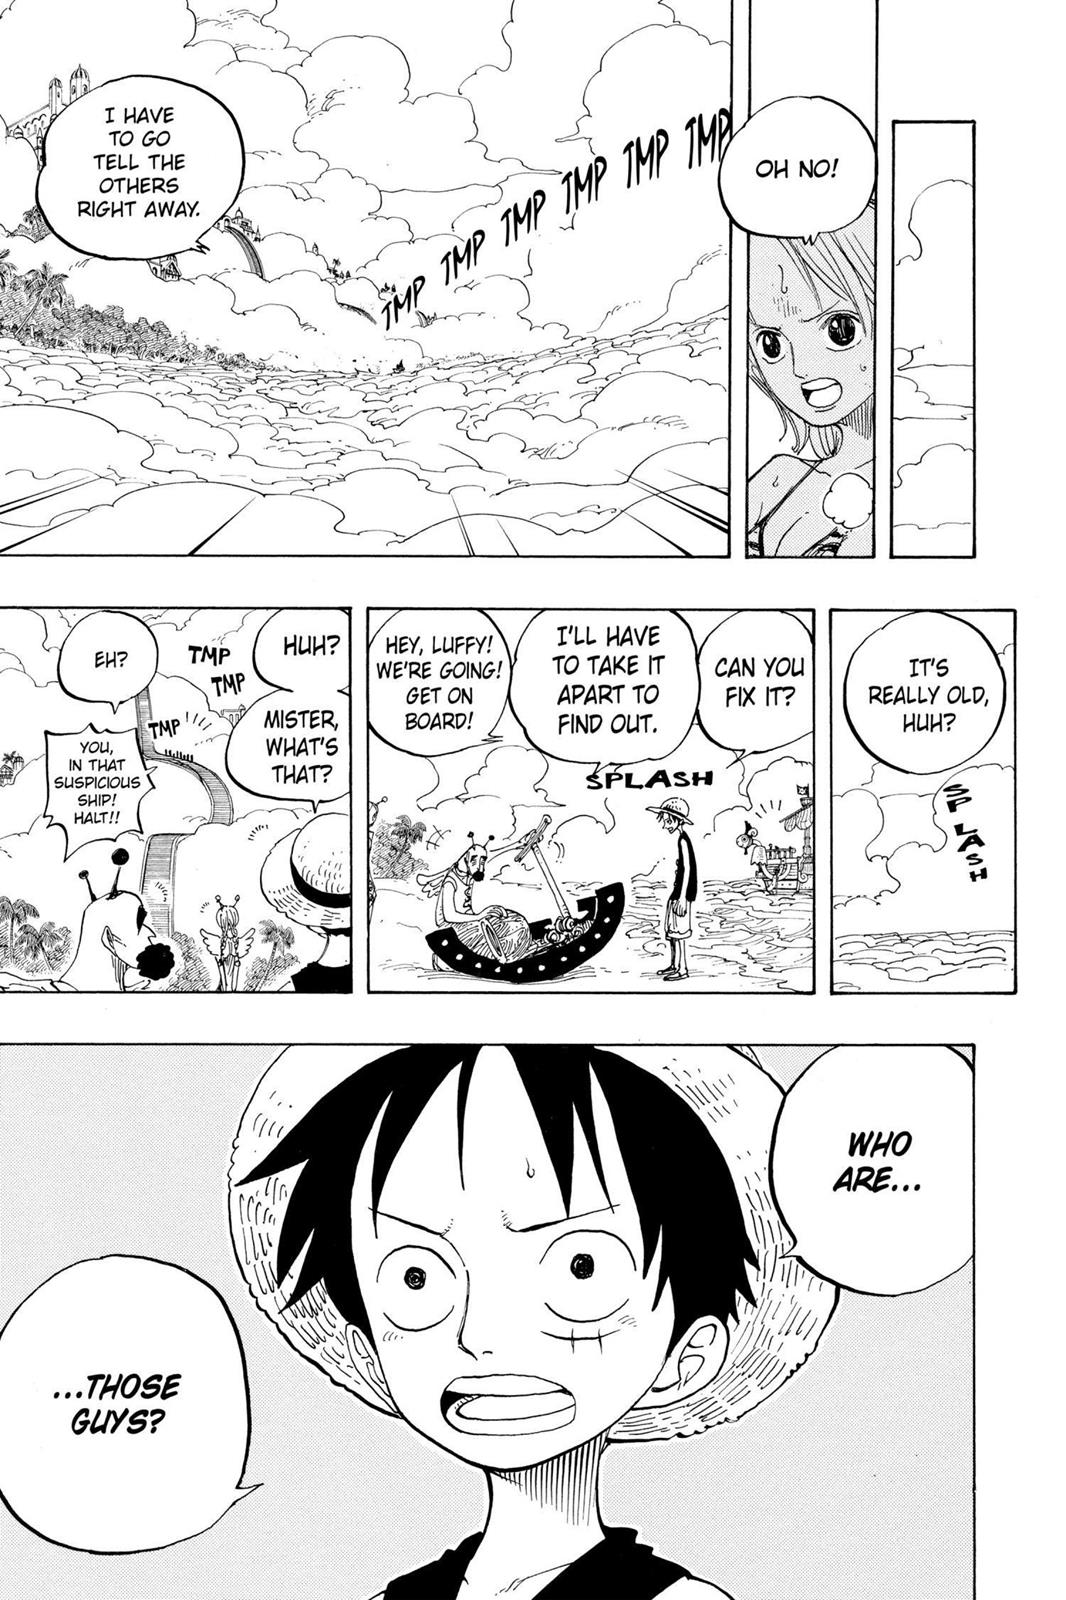 OH NO!
I HAVE
TO GO
TELL THE
OTHERS
RIGHT AWAY.
TMP TMP TMP TMP TMP TMP
IT'S
REALLY OLD,
HUH?
SPLASH
CAN YOU
FIX IT?
I'LL HAVE
TO TAKE IT
APART TO
FIND OUT.
SPLASH
HEY, LUFFY!
WE'RE GOING!
GET ON
BOARD!
HUH?
MISTER,
WHAT'S
THAT?
TMP
TMP
TMP
EH?
YOU,
IN THAT
SUSPICIOUS
SHIP!
HALT!!
WHO
ARE...
...THOSE
GUYS?